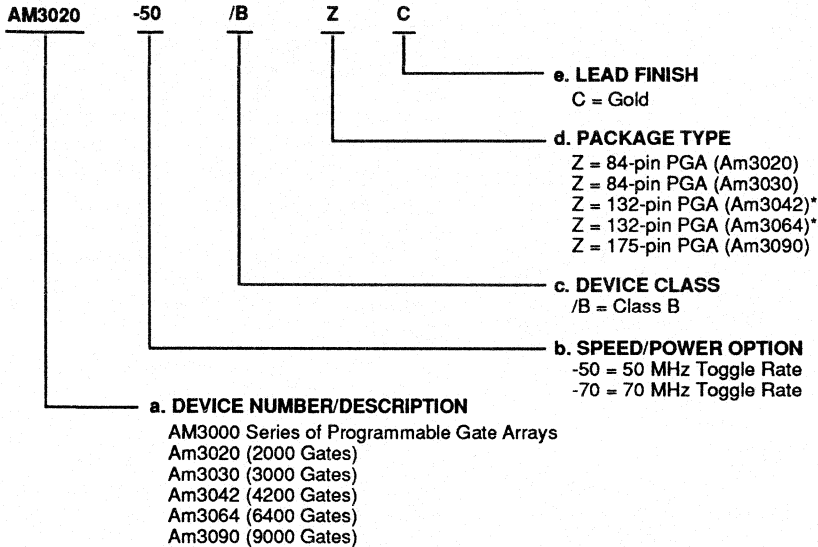 AM3020 -50 /B Z C
e. LEAD FINISH
C = Gold
d. PACKAGE TYPE
Z = 84-pin PGA (Am3020)
Z = 84-pin PGA (Am3030)
Z = 132-pin PGA (Am3042)*
Z = 132-pin PGA (Am3064)*
Z = 175-pin PGA (Am3090)
c. DEVICE CLASS
/B = Class B
b. SPEED/POWER OPTION
-50 = 50 MHz Toggle Rate
-70 = 70 MHz Toggle Rate
a. DEVICE NUMBER/DESCRIPTION
AM3000 Series of Programmable Gate Arrays
Am3020 (2000 Gates)
Am3030 (3000 Gates)
Am3042 (4200 Gates)
Am3064 (6400 Gates)
Am3090 (9000 Gates)